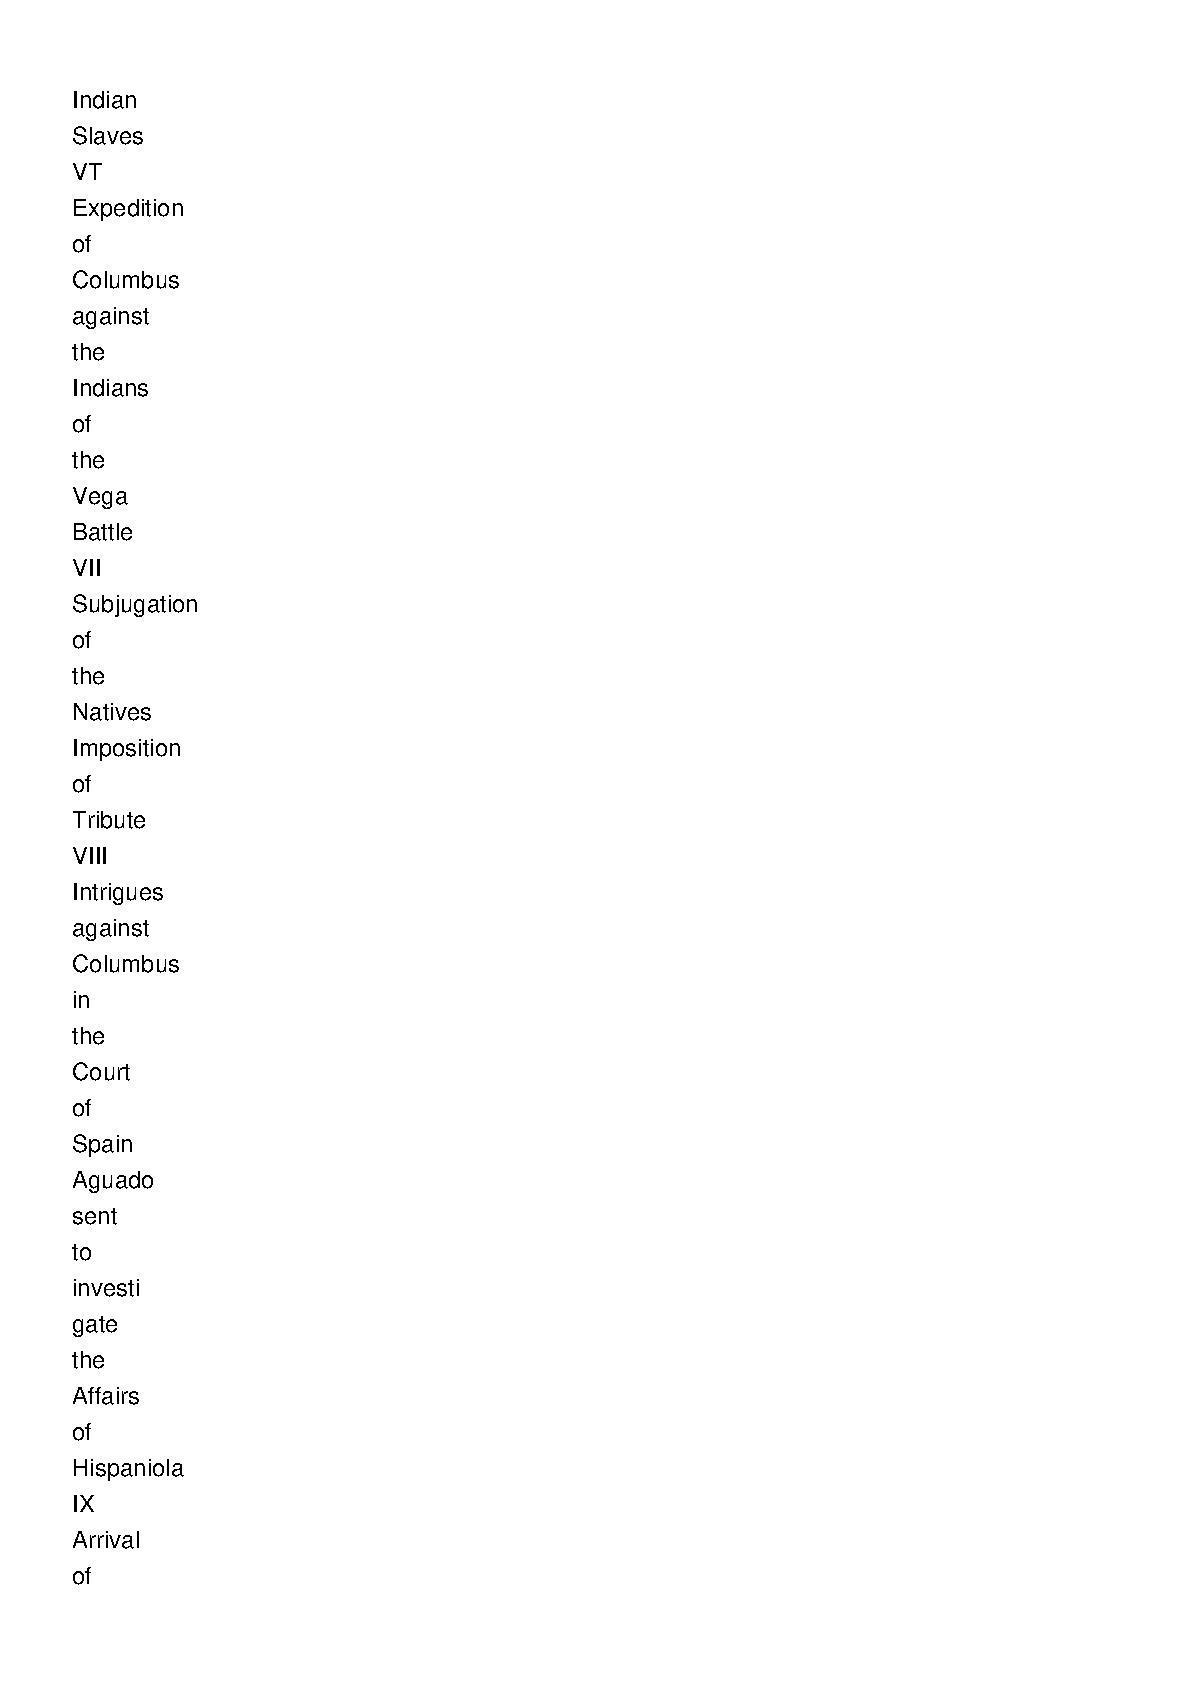 Indian
Slaves
VT
Expedition
of
Columbus
against
the
Indians
of
the
Vega
Battle
VII
Subjugation
of
the
Natives
Imposition
of
Tribute
VIII
Intrigues
against
Columbus
in
the
Court
of
Spain
Aguado
sent
to
investi
gate
the
Affairs
of
Hispaniola
IX
Arrival
of